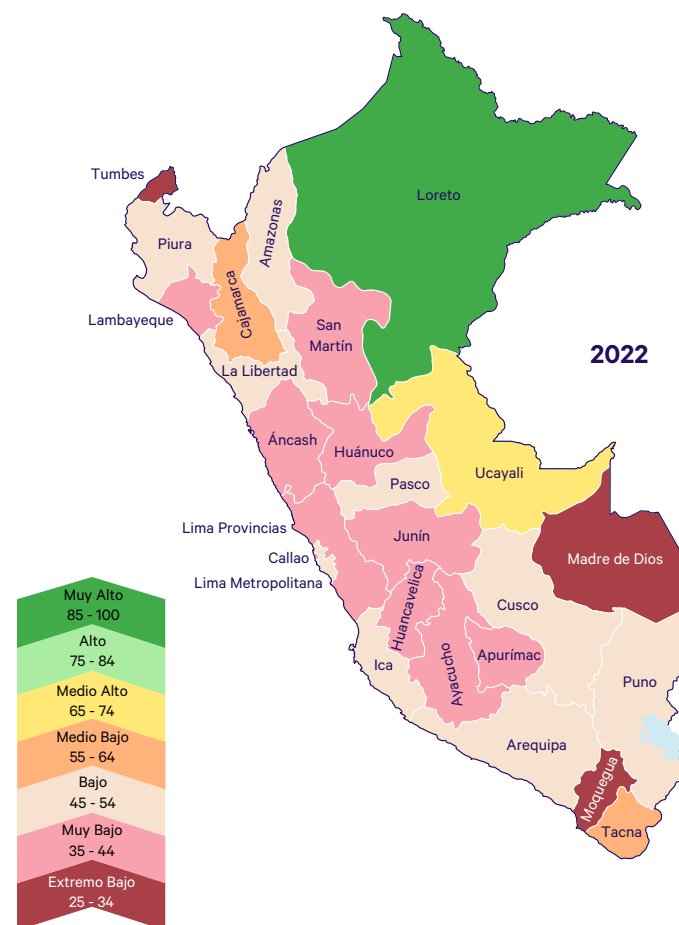 Tumbes
Loreto
Amazonas
Piura
Cajamarca
Lambayeque
San
Martín
2022
La Libertad
Áncash
Huánuco
Ucayali
Pasco
Lima Provincias
Junín
Callao
Madre de Dios
Lima Metropolitana
Huancavelica
Cusco
Ica
Ayacucho
Apurímac
Puno
Arequipa
Moquegua
Tacna
Muy Alto
85 - 100
Alto
75 - 84
Medio Alto
65 - 74
Medio Bajo
55 - 64
Bajo
45 - 54
Muy Bajo
35 - 44
Extremo Bajo
25 - 34